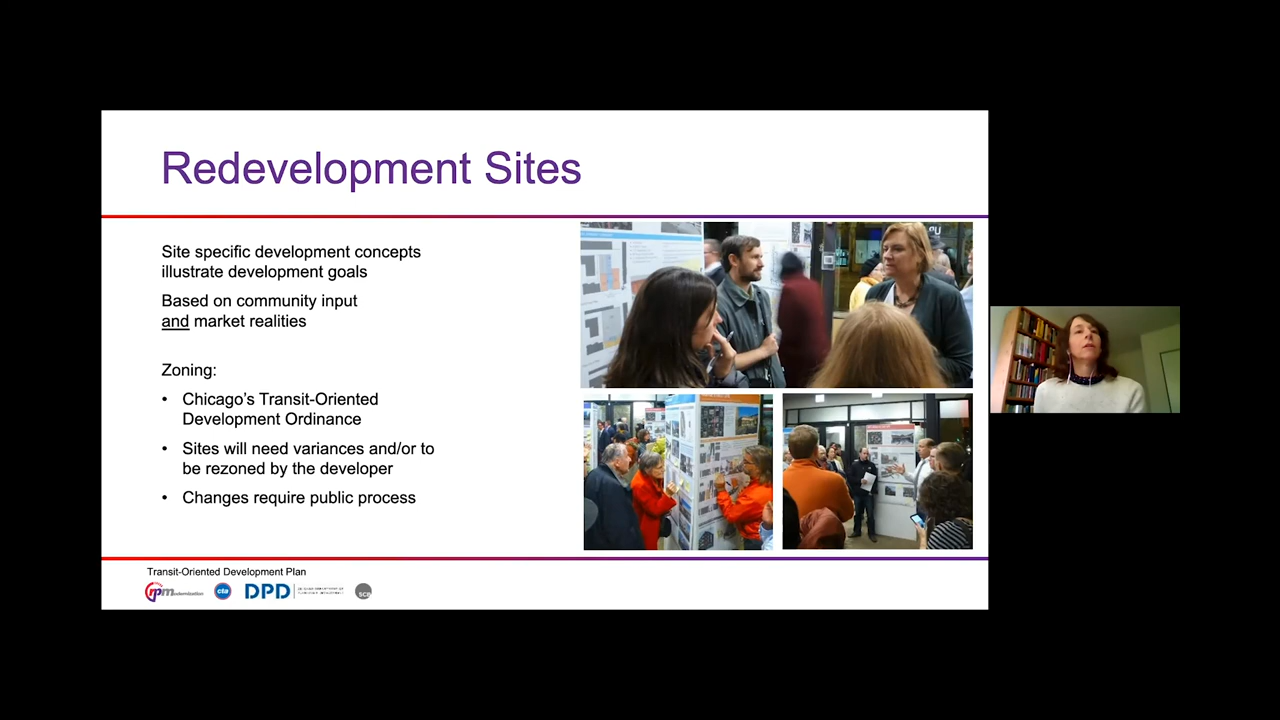 Redevelopment Sites
Site specific development concepts
illustrate development goals
Based on community input
and market realities
Zoning:
• Chicago's Transit-Oriented
Development Ordinance
• Sites will need variances and/or to
be rezoned by the developer
• Changes require public process
Transit-Oriented Development Plan
rpm
cta
DPD
SCB